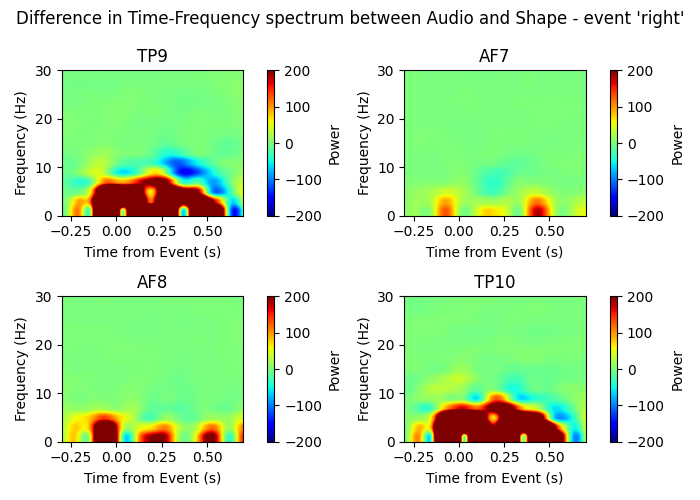 Difference in Time-Frequency spectrum between Audio and Shape - event 'right'
TP9
30
20
10
0
Frequency (Hz)
−0.25 0.00 0.25 0.50
Time from Event (s)
200
100
0
−100
−200
Power
AF7
30
20
10
0
Frequency (Hz)
−0.25 0.00 0.25 0.50
Time from Event (s)
200
100
0
−100
−200
Power
AF8
30
20
10
0
Frequency (Hz)
−0.25 0.00 0.25 0.50
Time from Event (s)
200
100
0
−100
−200
Power
TP10
30
20
10
0
Frequency (Hz)
−0.25 0.00 0.25 0.50
Time from Event (s)
200
100
0
−100
−200
Power